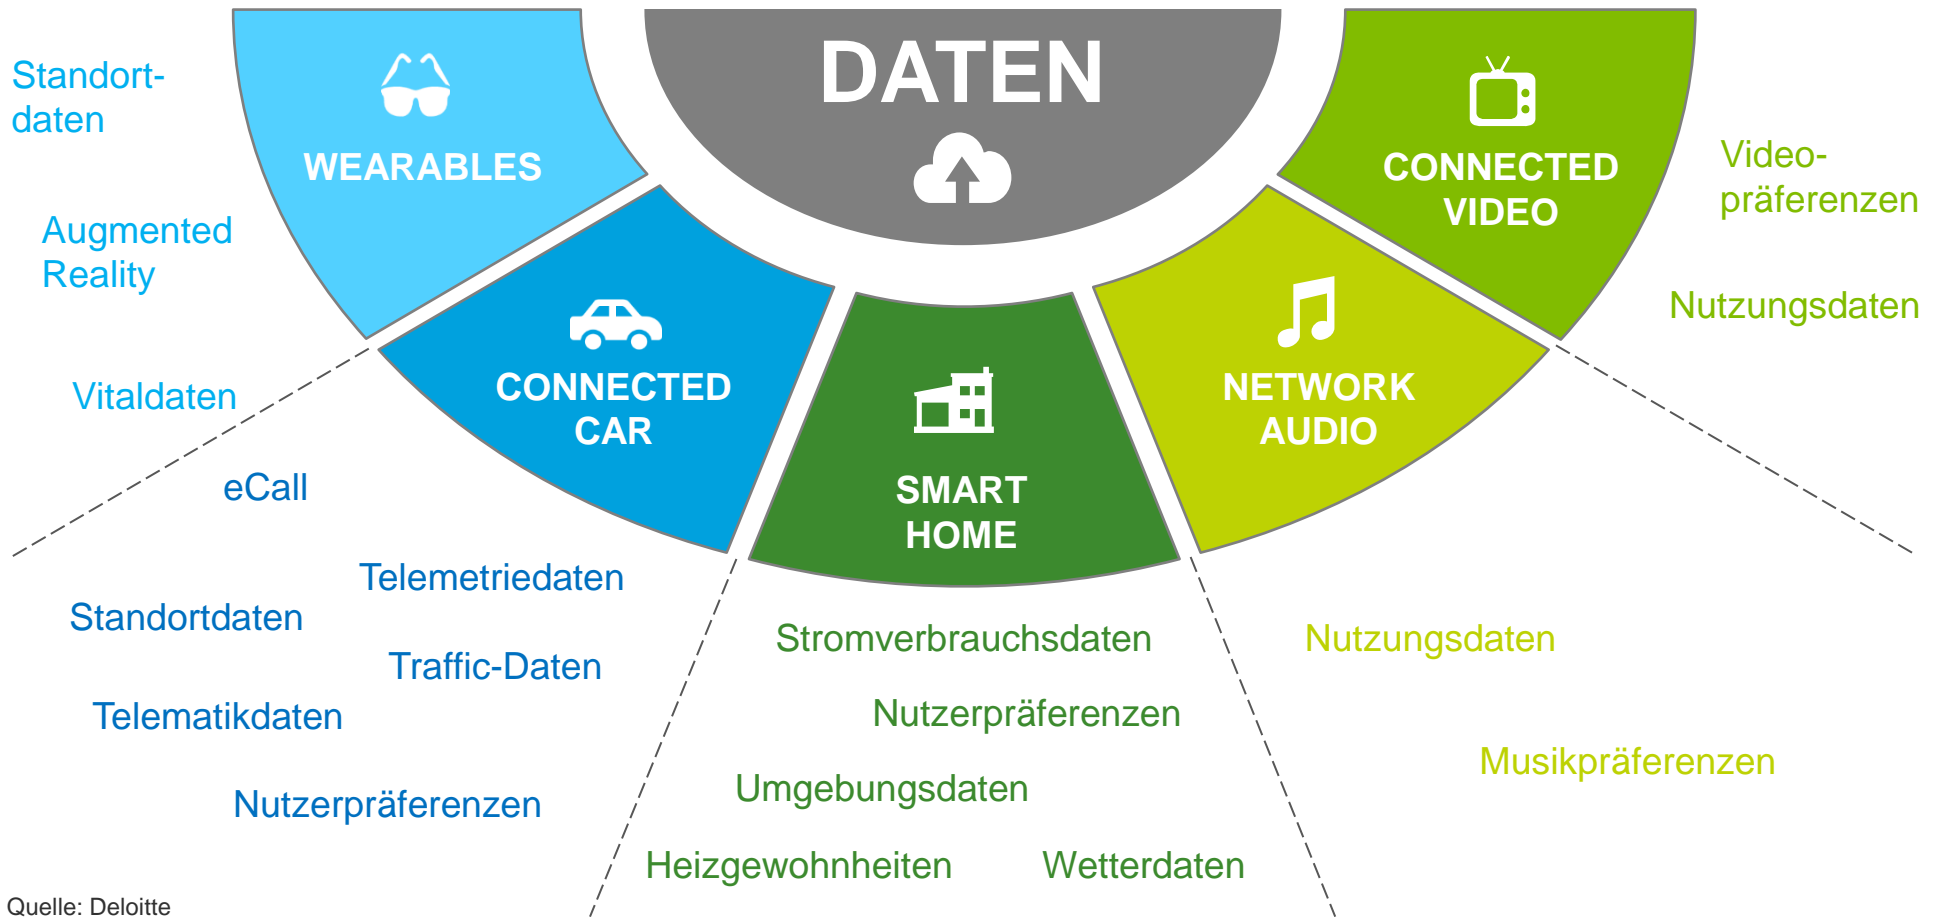 DATEN
WEARABLES
Standort-
daten
Augmented
Reality
Vitaldaten
CONNECTED
CAR
eCall
Telemetriedaten
Standortdaten
Traffic-Daten
Telematikdaten
Nutzerpräferenzen
SMART
HOME
Stromverbrauchsdaten
Nutzerpräferenzen
Umgebungsdaten
Heizgewohnheiten
Wetterdaten
NETWORK
AUDIO
Nutzungsdaten
Musikpräferenzen
CONNECTED
VIDEO
Video-
präferenzen
Nutzungsdaten
Quelle: Deloitte